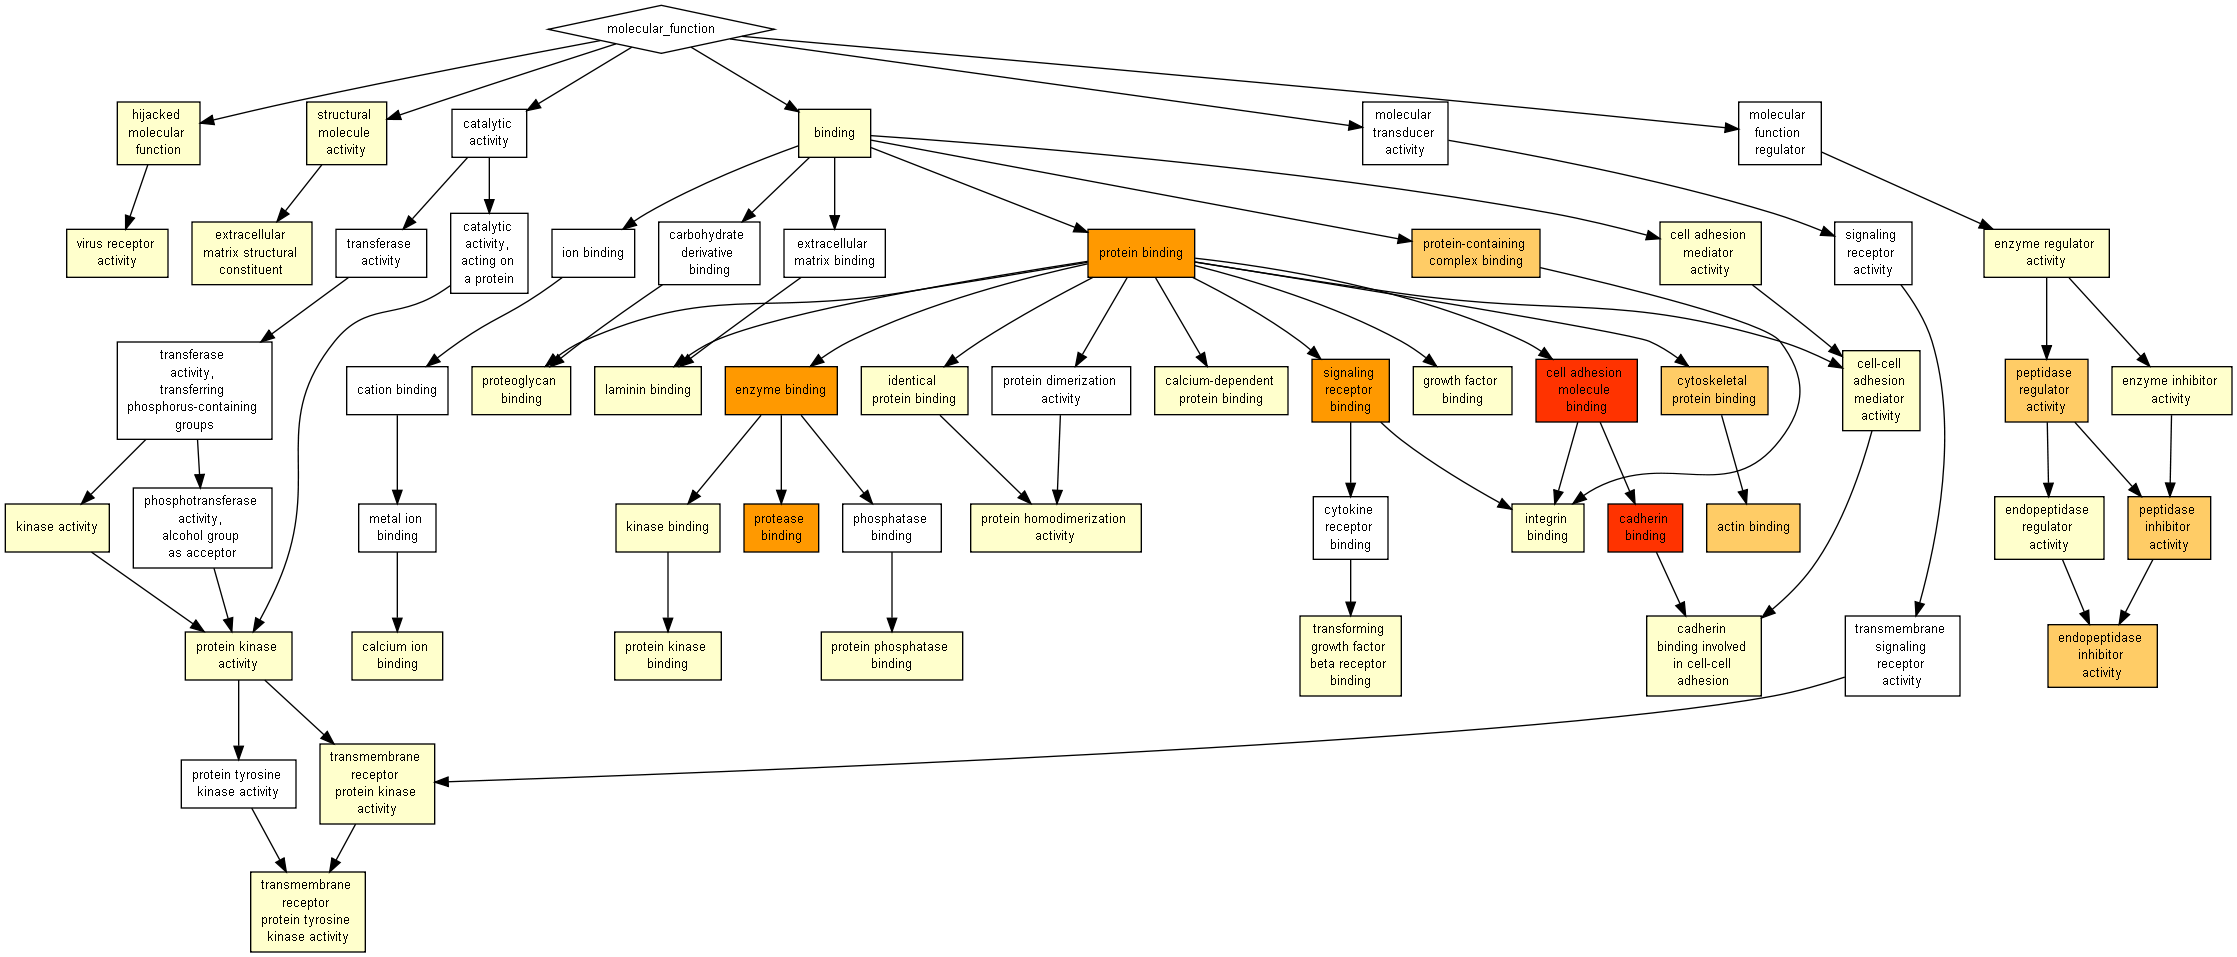 molecular_function
hijacked
molecular
function
structural
molecule
activity
catalytic
activity
binding
molecular
transducer
activity
molecular
function
regulator
virus receptor
activity
extracellular
matrix structural
constituent
transferase
activity
catalytic
activity,
acting on
a protein
ion binding
carbohydrate
derivative
binding
extracellular
matrix binding
protein binding
protein-containing
complex binding
cell adhesion
mediator
activity
signaling
receptor
activity
enzyme regulator
activity
transferase
activity,
transferring
phosphorus-containing
groups
cation binding
proteoglycan
binding
laminin binding
enzyme binding
identical
protein binding
protein dimerization
activity
calcium-dependent
protein binding
signaling
receptor
binding
growth factor
binding
cell adhesion
molecule
binding
cytoskeletal
protein binding
cell-cell
adhesion
mediator
activity
peptidase
regulator
activity
enzyme inhibitor
activity
kinase activity
phosphotransferase
activity,
alcohol group
as acceptor
metal ion
binding
kinase binding
protease
binding
phosphatase
binding
protein homodimerization
activity
cytokine
receptor
binding
integrin
binding
cadherin
binding
actin binding
endopeptidase
regulator
activity
peptidase
inhibitor
activity
protein kinase
activity
calcium ion
binding
protein kinase
binding
protein phosphatase
binding
transforming
growth factor
beta receptor
binding
cadherin
binding involved
in cell-cell
adhesion
transmembrane
signaling
receptor
activity
endopeptidase
inhibitor
activity
protein tyrosine
kinase activity
transmembrane
receptor
protein kinase
activity
transmembrane
receptor
protein tyrosine
kinase activity